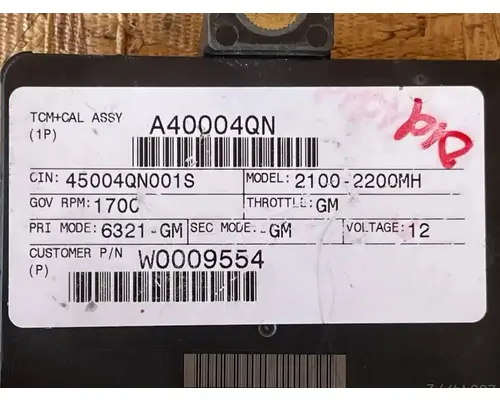 TCM+CAL ASSY A40004QN
(1P)
CIN: 45004QN001S MODEL: 2100-2200MH
GOV RPM: 1700 THROTTLE: GM
PRI MODE: 6321-GM SEC MODE: -GM VOLTAGE: 12
CUSTOMER P/N W0009554
(P)